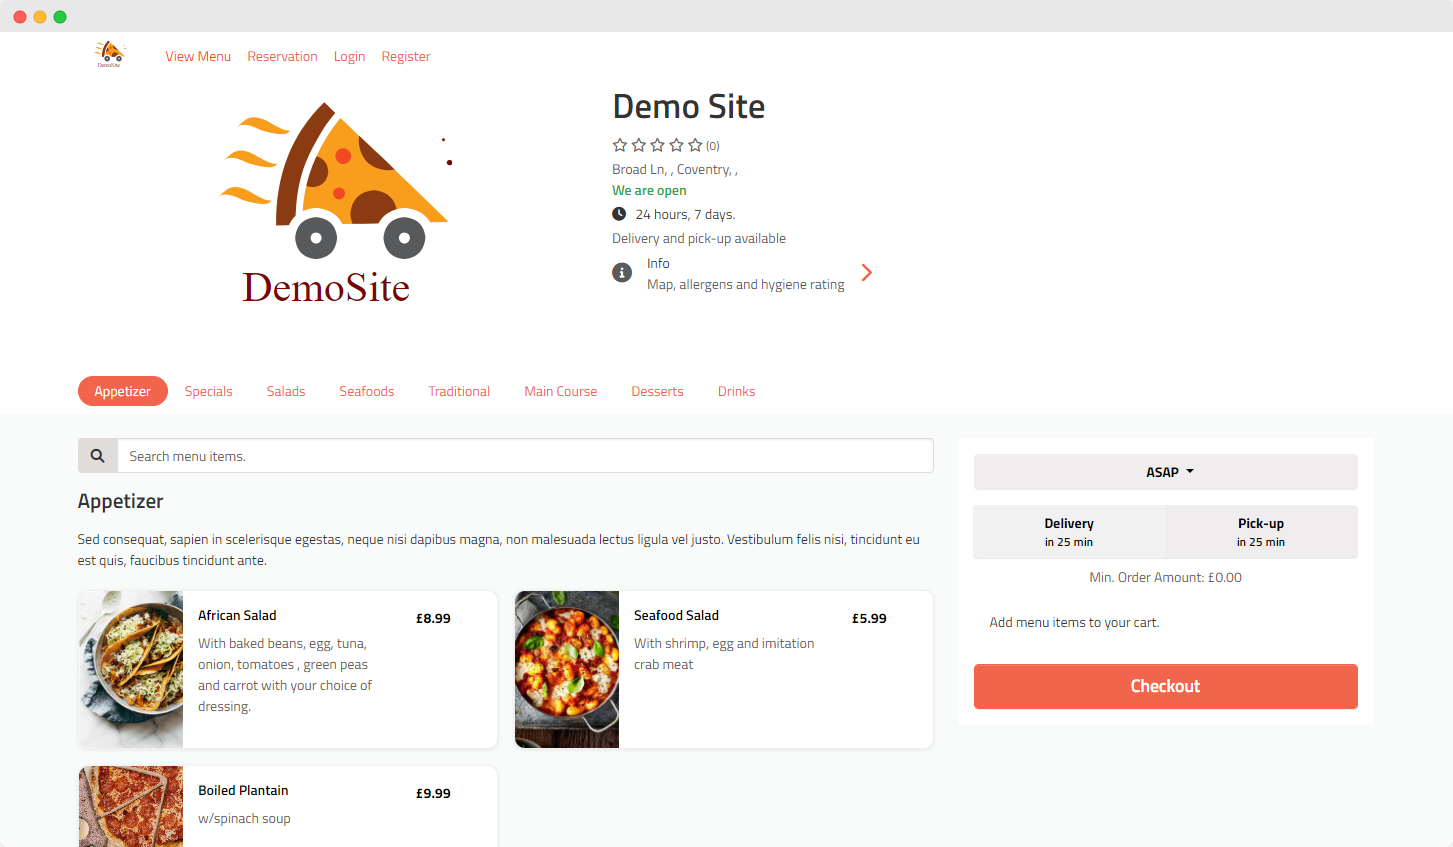 DemoSite
View Menu
Reservation
Login
Register
DemoSite
Demo Site
(0)
Broad Ln, , Coventry, ,
We are open
24 hours, 7 days.
Delivery and pick-up available
Info
Map, allergens and hygiene rating
Appetizer
Specials
Salads
Seafoods
Traditional
Main Course
Desserts
Drinks
Search menu items.
Appetizer
Sed consequat, sapien in scelerisque egestas, neque nisi dapibus magna, non malesuada lectus ligula vel justo. Vestibulum felis nisi, tincidunt eu
est quis, faucibus tincidunt ante.
African Salad
£8.99
With baked beans, egg, tuna,
onion, tomatoes , green peas
and carrot with your choice of
dressing.
Seafood Salad
£5.99
With shrimp, egg and imitation
crab meat
Boiled Plantain
£9.99
w/spinach soup
ASAP
Delivery
in 25 min
Pick-up
in 25 min
Min. Order Amount: £0.00
Add menu items to your cart.
Checkout